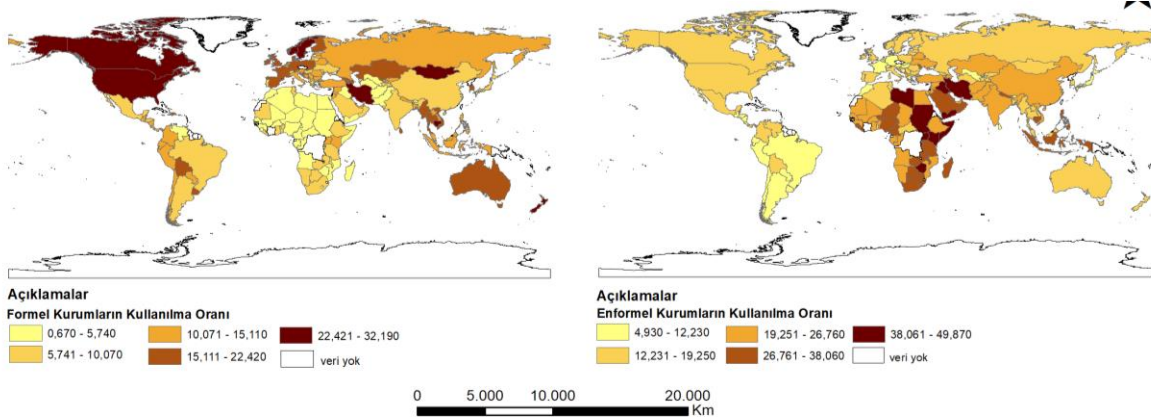 Açıklamalar
Formel Kurumların Kullanılma Oranı
0,670 - 5,740
10,071 - 15,110
22,421 - 32,190
5,741 - 10,070
15,111 - 22,420
veri yok
Açıklamalar
Enformel Kurumların Kullanılma Oranı
4,930 - 12,230
19,251 - 26,760
38,061 - 49,870
12,231 - 19,250
26,761 - 38,060
veri yok
0 5.000 10.000 20.000
Km